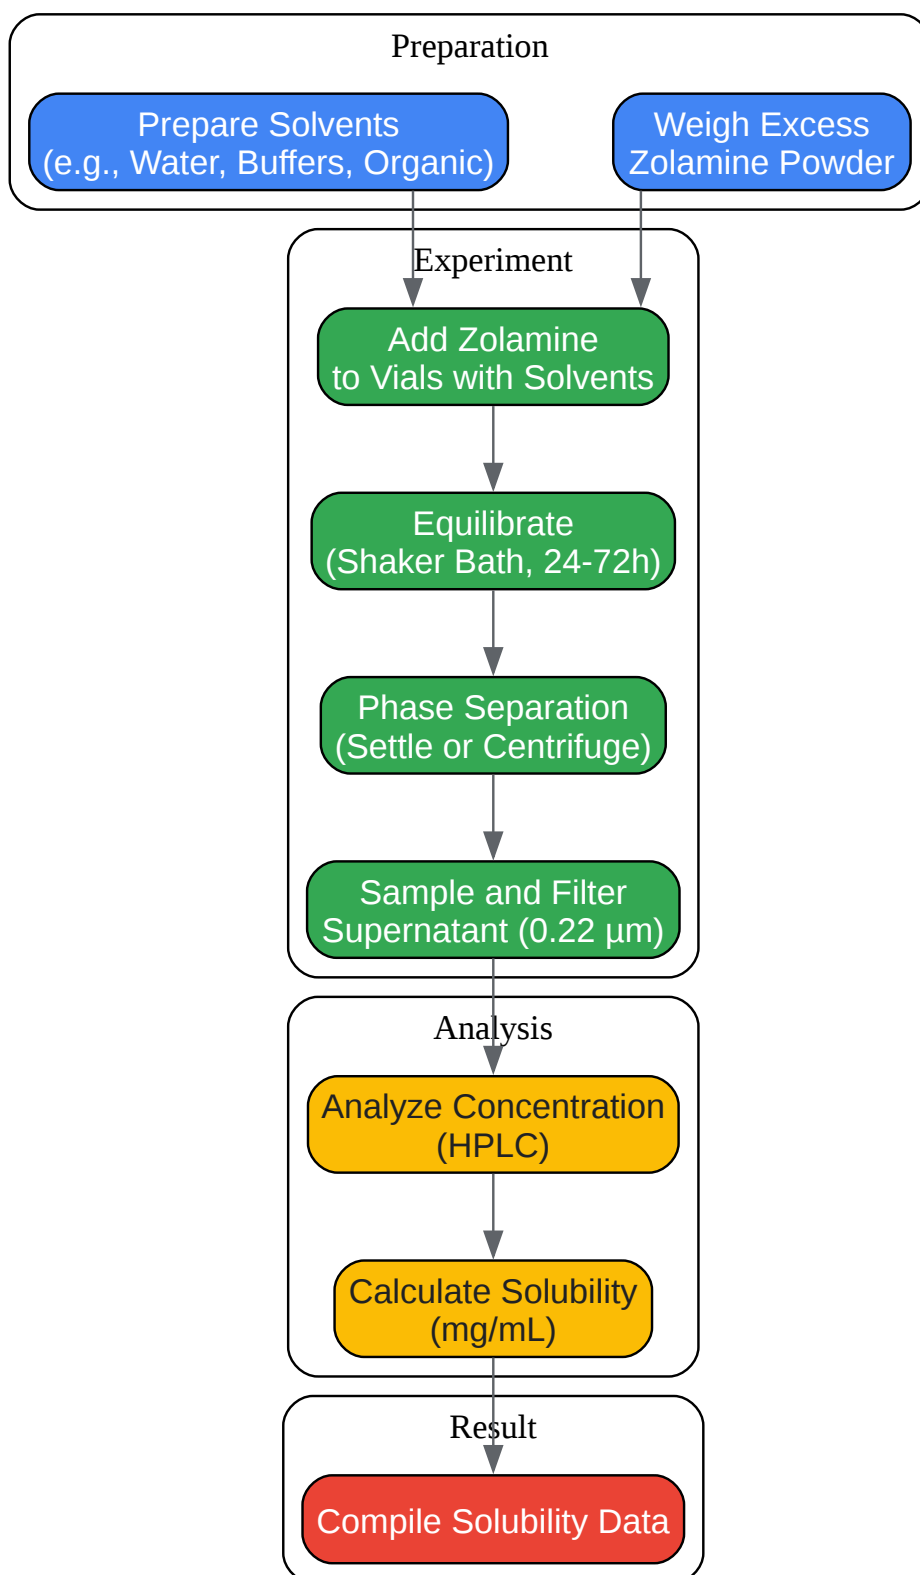 Preparation
Prepare Solvents
(e.g., Water, Buffers, Organic)
Weigh Excess
Zolamine Powder
Experiment
Add Zolamine
to Vials with Solvents
Equilibrate
(Shaker Bath, 24-72h)
Phase Separation
(Settle or Centrifuge)
Sample and Filter
Supernatant (0.22 µm)
Analysis
Analyze Concentration
(HPLC)
Calculate Solubility
(mg/mL)
Result
Compile Solubility Data